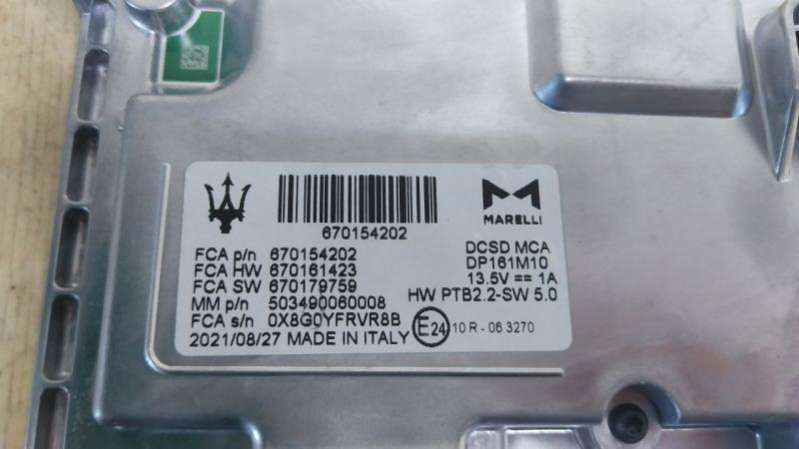 670154202
MARELLI
FCA p/n 670154202
FCA HW 670161423
FCA SW 670179759
MM p/n 503490060008
FCA s/n 0X8G0YFRVR8B
2021/08/27 MADE IN ITALY
DCSD MCA
DP161M10
13.5V ⎓ 1A
HW PTB2.2-SW 5.0
E24 10 R - 06 3270